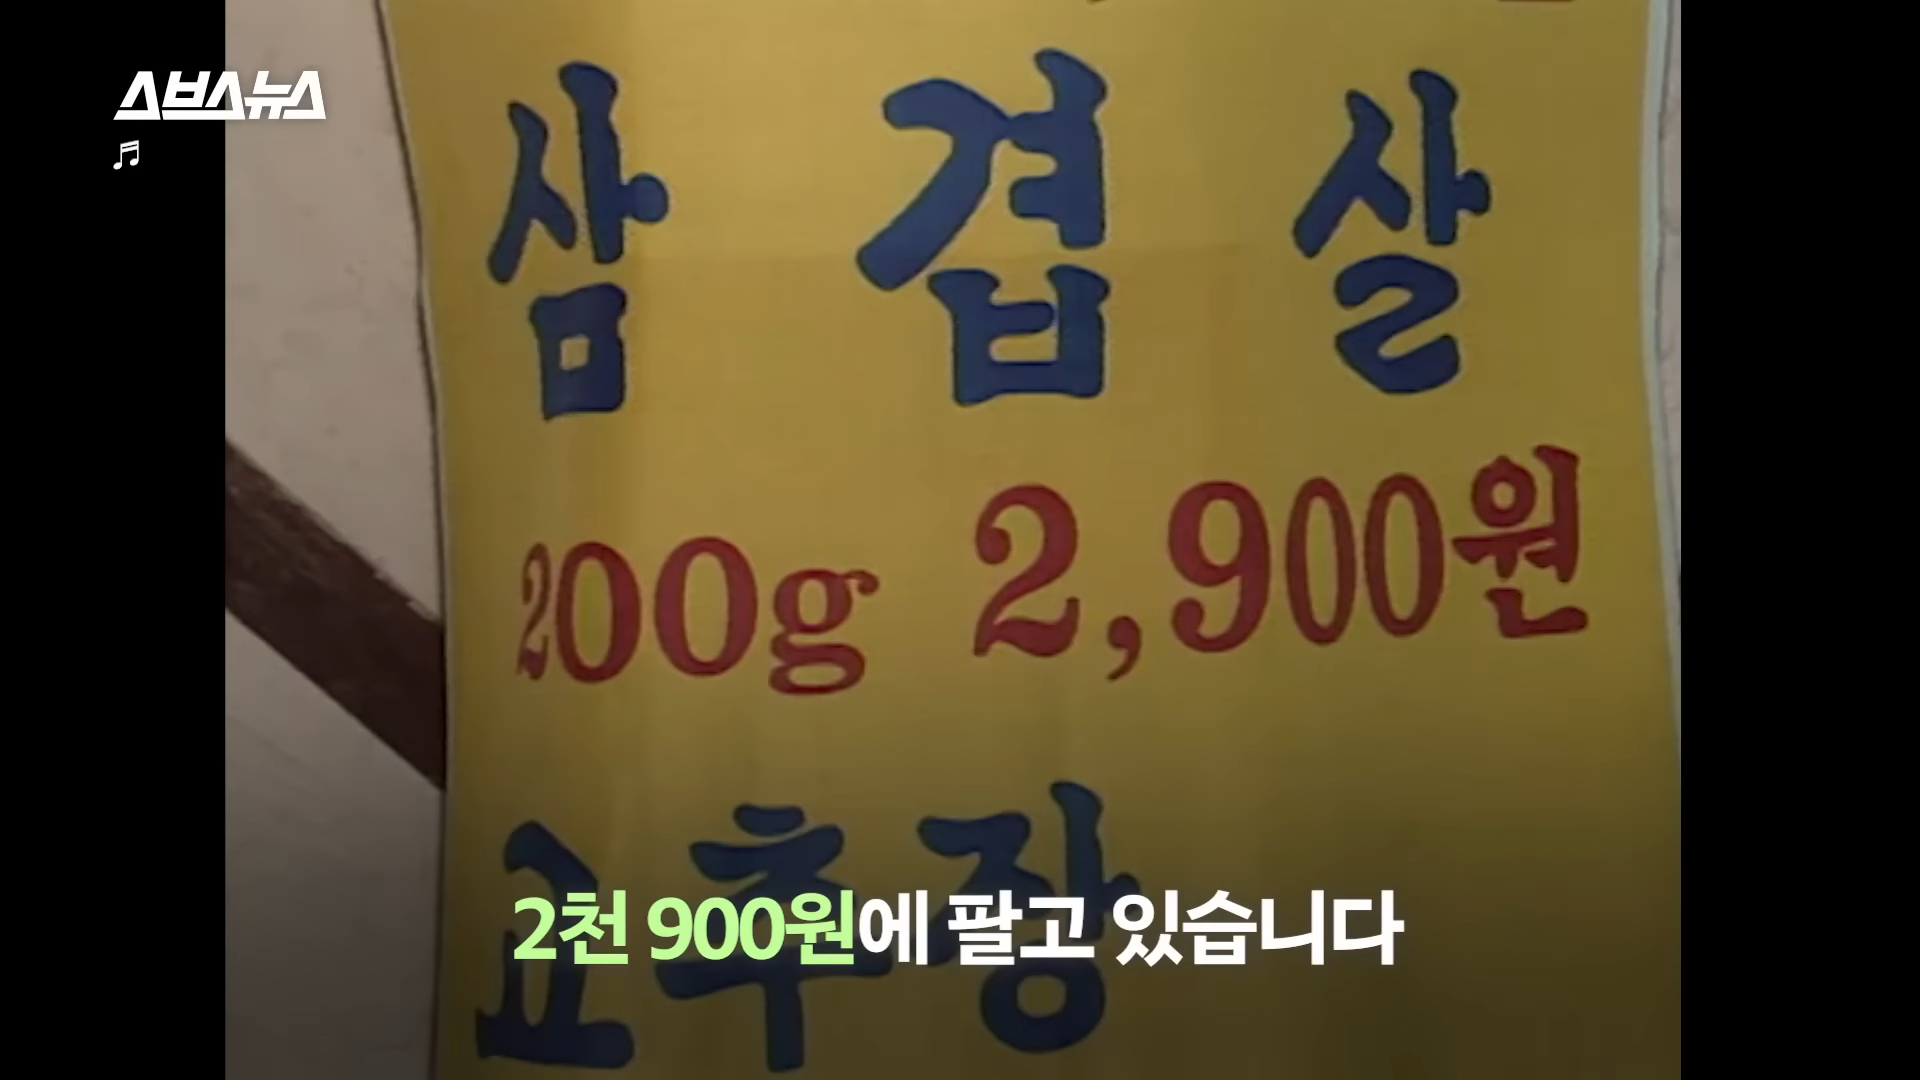 스브스뉴스
삼겹살
200g 2,900원
고추장
2천 900원에 팔고 있습니다